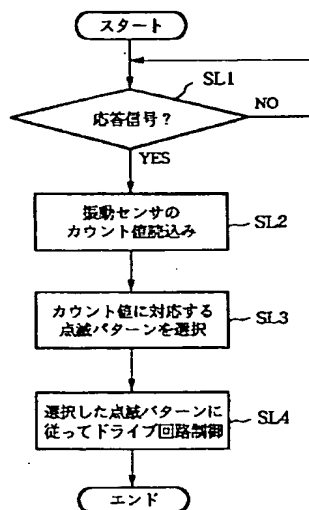 スタート
SL1
応答信号?
NO
YES
振動センサの
カウント値読込み
SL2
カウント値に対応する
点滅パターンを選択
SL3
選択した点滅パターンに
従ってドライブ回路制御
SL4
エンド